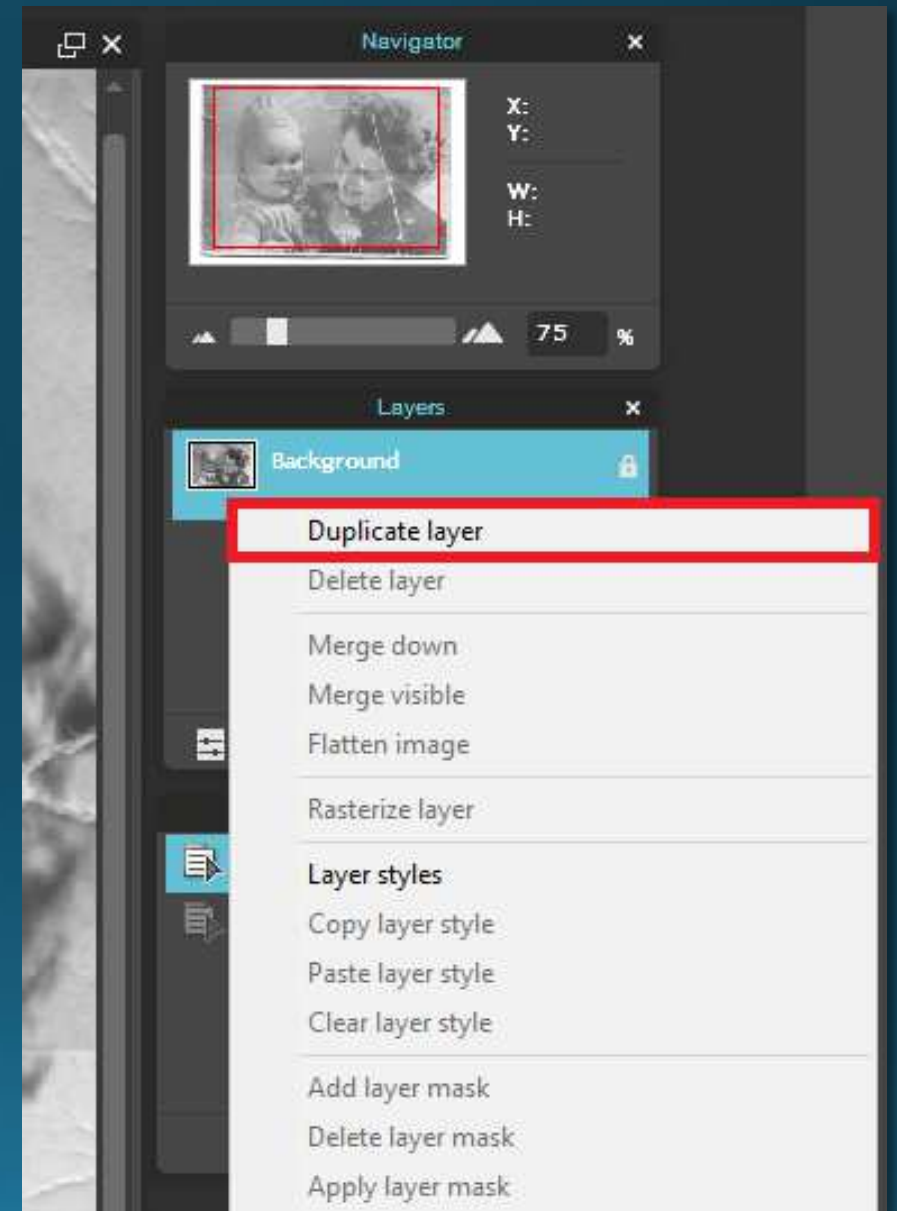 Navigator
X:
Y:
W:
H:
75 %
Layers
Background
Duplicate layer
Delete layer
Merge down
Merge visible
Flatten image
Rasterize layer
Layer styles
Copy layer style
Paste layer style
Clear layer style
Add layer mask
Delete layer mask
Apply layer mask